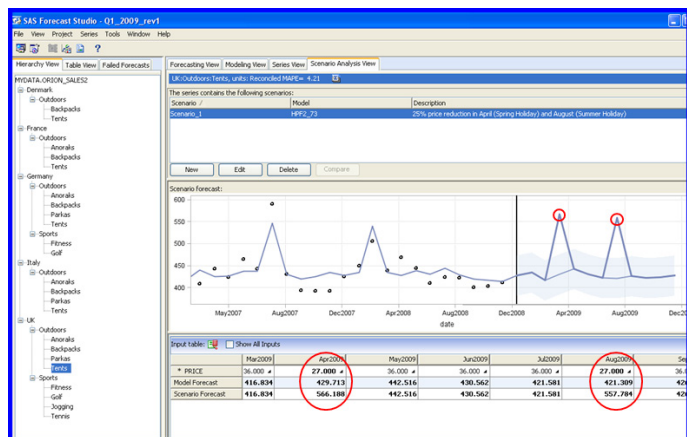 SAS Forecast Studio - Q1_2009_rev1
File View Project Series Tools Window Help
Hierarchy View Table View Failed Forecasts
MYDATA.ORION_SALES2
Denmark
Outdoors
Backpacks
Tents
France
Outdoors
Anoraks
Backpacks
Tents
Germany
Outdoors
Anoraks
Backpacks
Parkas
Tents
Sports
Fitness
Golf
Italy
Outdoors
Anoraks
Backpacks
Parkas
Tents
UK
Outdoors
Anoraks
Backpacks
Parkas
Tents
Sports
Fitness
Golf
Jogging
Tennis
Forecasting View Modeling View Series View Scenario Analysis View
UK:Outdoors:Tents, units: Reconciled MAPE= 4.21
The series contains the following scenarios:
Scenario / Model Description
Scenario_1 HPF2_73 25% price reduction in April (Spring Holiday) and August (Summer Holiday)
New Edit Delete Compare
Scenario forecast:
600
550
500
450
400
May2007 Aug2007 Dec2007 Apr2008 Aug2008 Dec2008 Apr2009 Aug2009 Dec2
date
Input table: Show All Inputs
Mar2009 Apr2009 May2009 Jun2009 Jul2009 Aug2009 Se
* PRICE 36.000 27.000 36.000 36.000 36.000 27.000 36.0
Model Forecast 416.834 429.713 442.516 430.562 421.581 421.309 42
Scenario Forecast 416.834 566.188 442.516 430.562 421.581 557.784 42